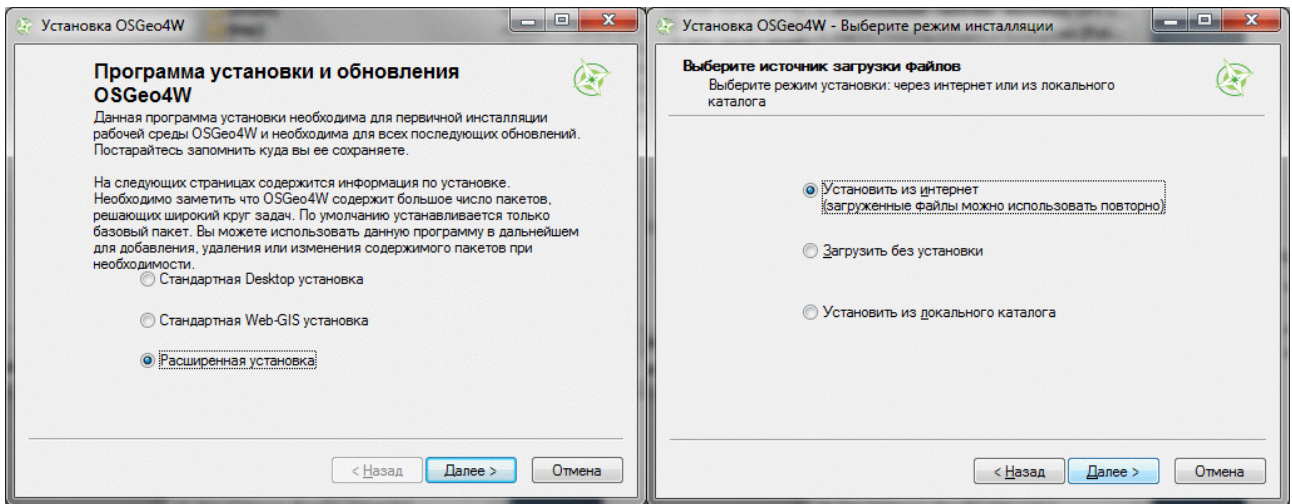 Установка OSGeo4W
Программа установки и обновления
OSGeo4W
Данная программа установки необходима для первичной инсталляции
рабочей среды OSGeo4W и необходима для всех последующих обновлений.
Постарайтесь запомнить куда вы ее сохраняете.
На следующих страницах содержится информация по установке.
Необходимо заметить что OSGeo4W содержит большое число пакетов,
решающих широкий круг задач. По умолчанию устанавливается только
базовый пакет. Вы можете использовать данную программу в дальнейшем
для добавления, удаления или изменения содержимого пакетов при
необходимости.
Стандартная Desktop установка
Стандартная Web-GIS установка
Расширенная установка
< Назад
Далее >
Отмена
Установка OSGeo4W - Выберите режим инсталляции
Выберите источник загрузки файлов
Выберите режим установки: через интернет или из локального
каталога
Установить из интернет
(загруженные файлы можно использовать повторно)
Загрузить без установки
Установить из локального каталога
< Назад
Далее >
Отмена